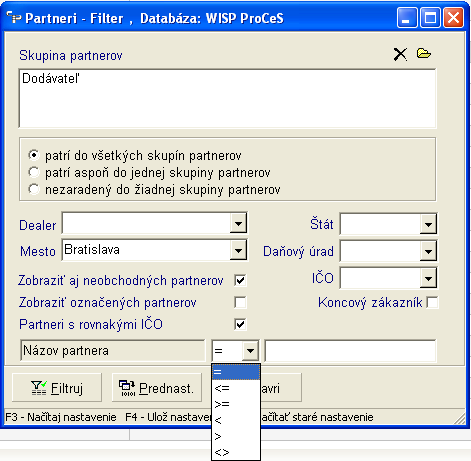 Partneri - Filter , Databáza: WISP ProCeS
Skupina partnerov
Dodávateľ
patrí do všetkých skupín partnerov
patrí aspoň do jednej skupiny partnerov
nezaradený do žiadnej skupiny partnerov
Dealer
Štát
Mesto Bratislava
Daňový úrad
Zobraziť aj neobchodných partnerov
IČO
Zobraziť označených partnerov
Koncový zákazník
Partneri s rovnakými IČO
Názov partnera =
=
<=
>=
<
>
<>
Filtruj
Prednast.
avri
F3 - Načítaj nastavenie F4 - Ulož nastave
ačítať staré nastavenie